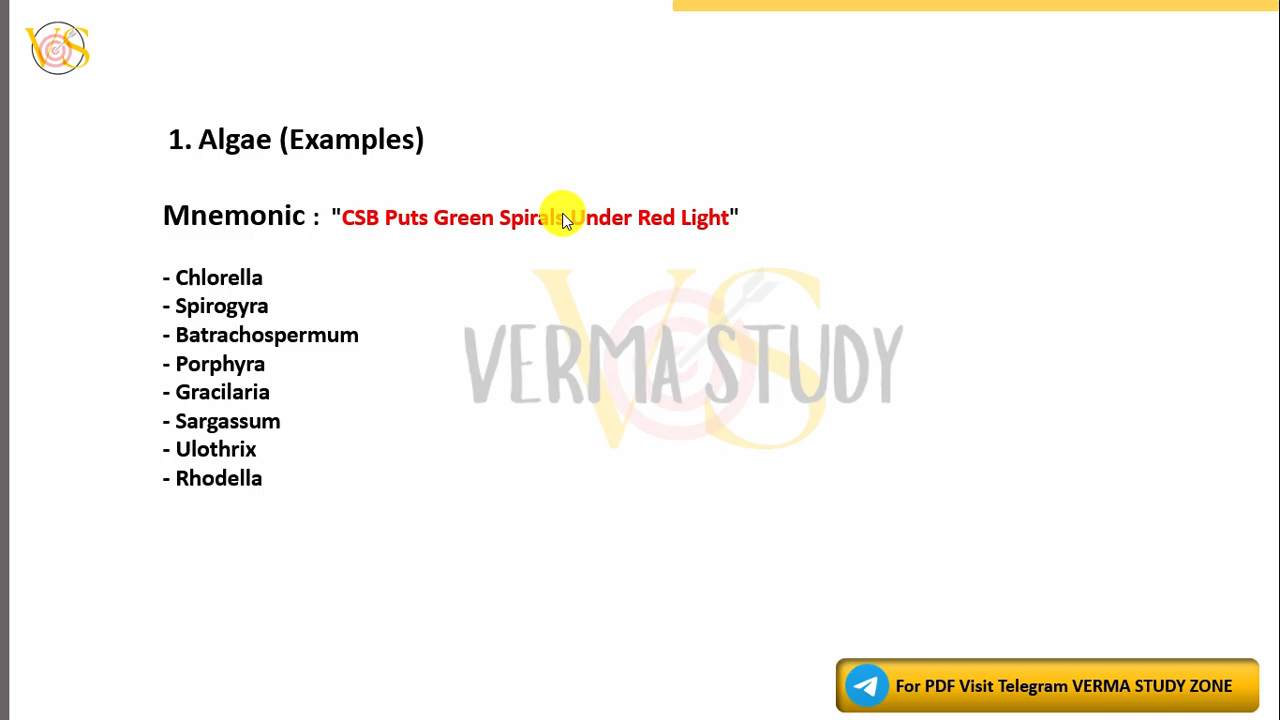 VS
1. Algae (Examples)
Mnemonic : "CSB Puts Green Spirals Under Red Light"
- Chlorella
- Spirogyra
- Batrachospermum
- Porphyra
- Gracilaria
- Sargassum
- Ulothrix
- Rhodella
VERMA STUDY
For PDF Visit Telegram VERMA STUDY ZONE